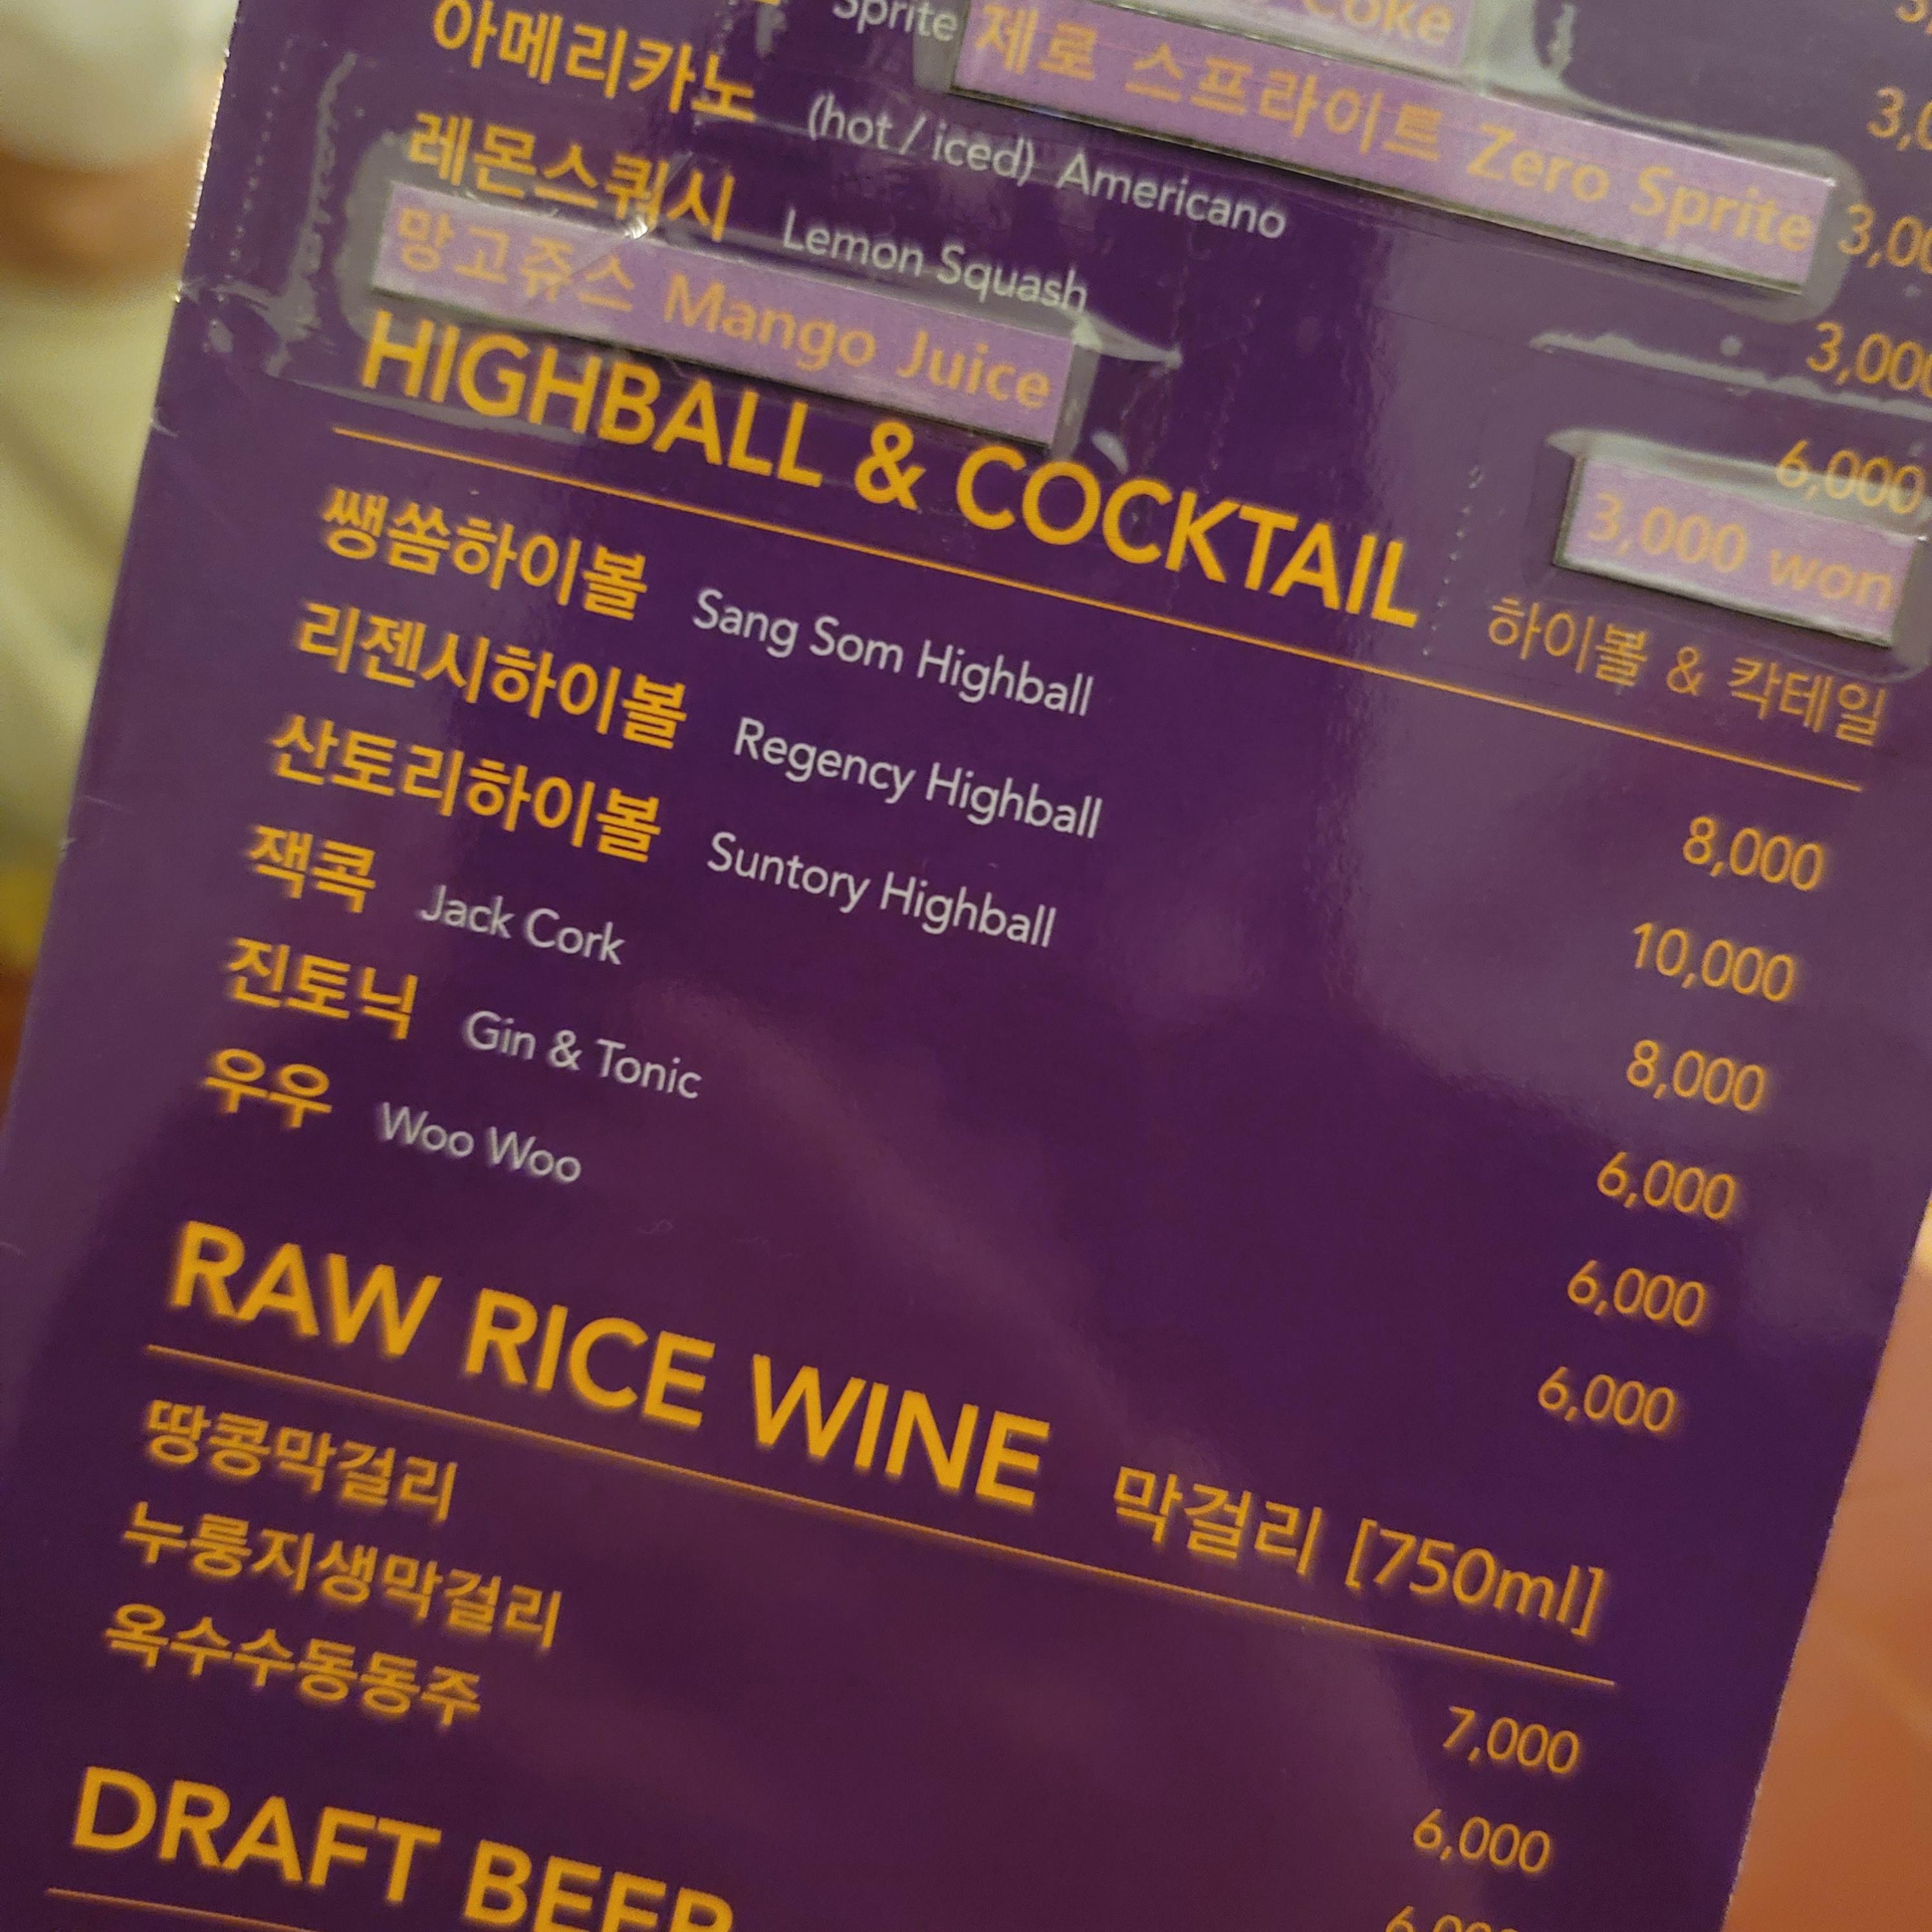 Coke
Sprite 제로 스프라이트 Zero Sprite
아메리카노 (hot / iced) Americano
레몬스쿼시 Lemon Squash 6,000
망고쥬스 Mango Juice 3,000 won
HIGHBALL & COCKTAIL 하이볼 & 칵테일
쌩쏨하이볼 Sang Som Highball 8,000
리젠시하이볼 Regency Highball 10,000
산토리하이볼 Suntory Highball 8,000
잭콕 Jack Cork 6,000
진토닉 Gin & Tonic 6,000
우우 Woo Woo 6,000
RAW RICE WINE 막걸리 [750ml]
땅콩막걸리 7,000
누룽지생막걸리 6,000
옥수수동동주
DRAFT BEER